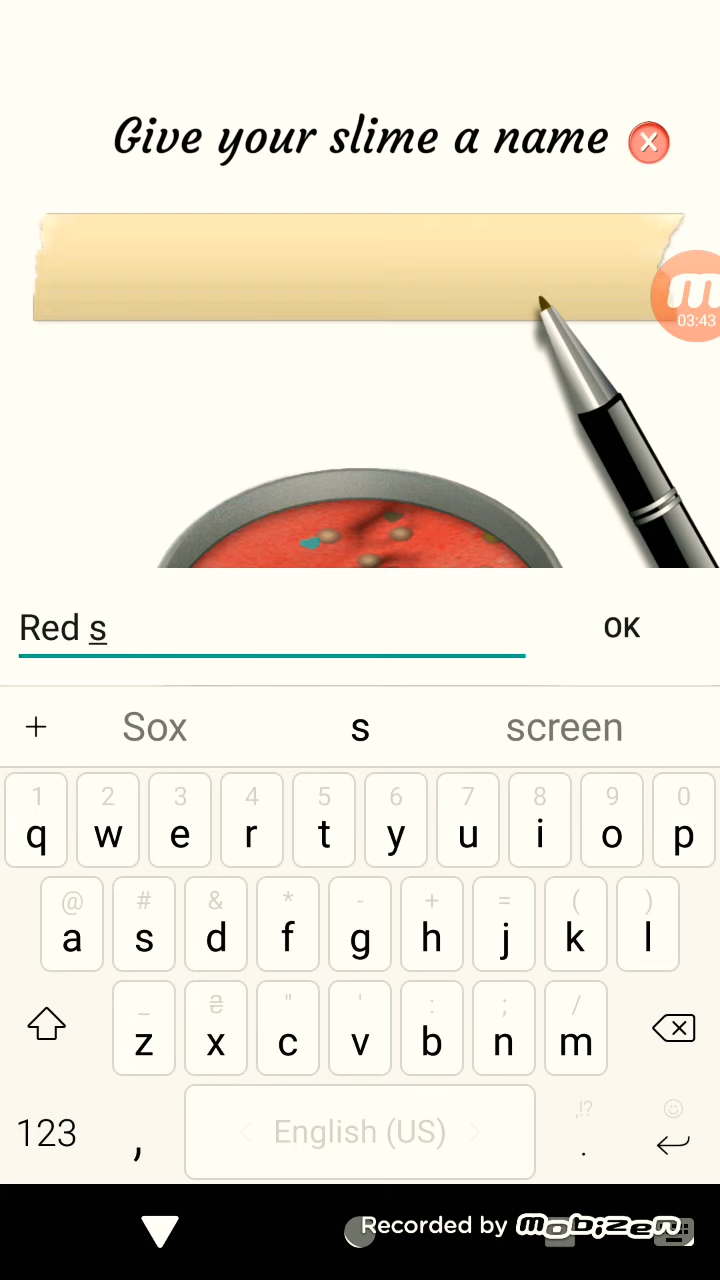 Give your slime a name
m
03:43
Red s
OK
+ Sox s screen
1 2 3 4 5 6 7 8 9 0
q w e r t y u i o p
@ # & * - + = ( )
a s d f g h j k l
_ ₴ " ' : ; /
z x c v b n m
,!?
123 , English (US) .
Recorded by mobizen